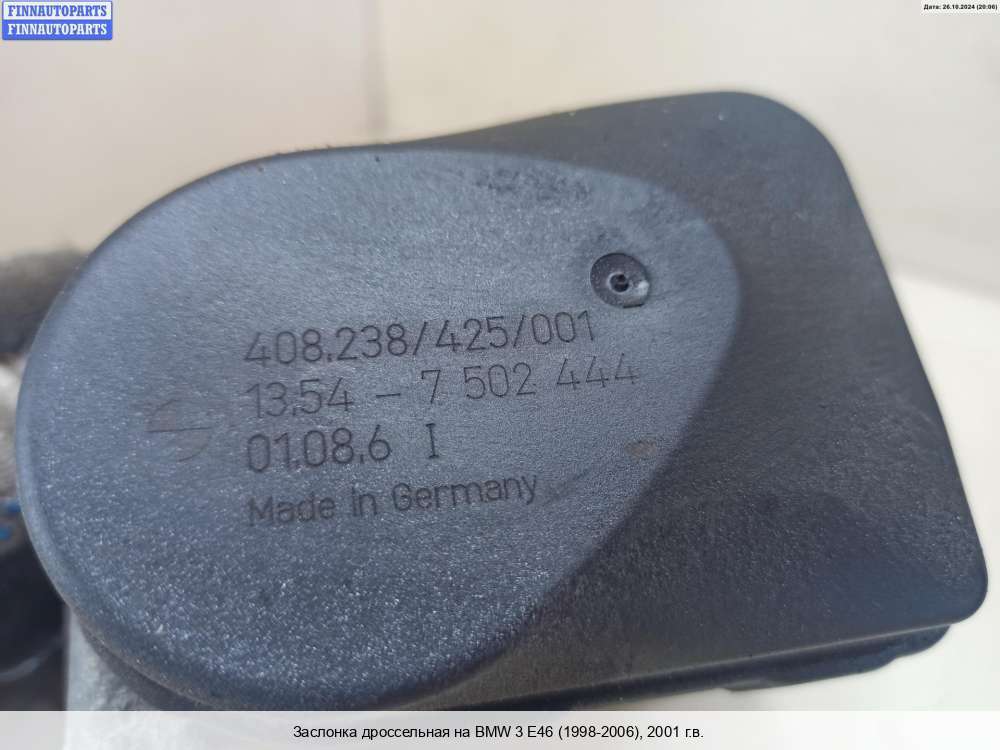 FINNAUTOPARTS
FINNAUTOPARTS
Дата: 26.10.2024 (20:06)
408.238/425/001
13.54 – 7 502 444
01.08.6 I
Made in Germany
Заслонка дроссельная на BMW 3 E46 (1998-2006), 2001 г.в.